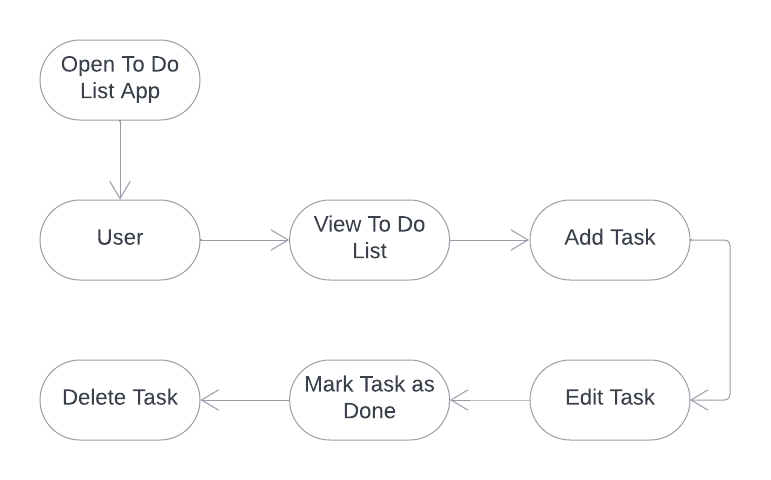 Open To Do
List App
User
View To Do
List
Add Task
Delete Task
Mark Task as
Done
Edit Task